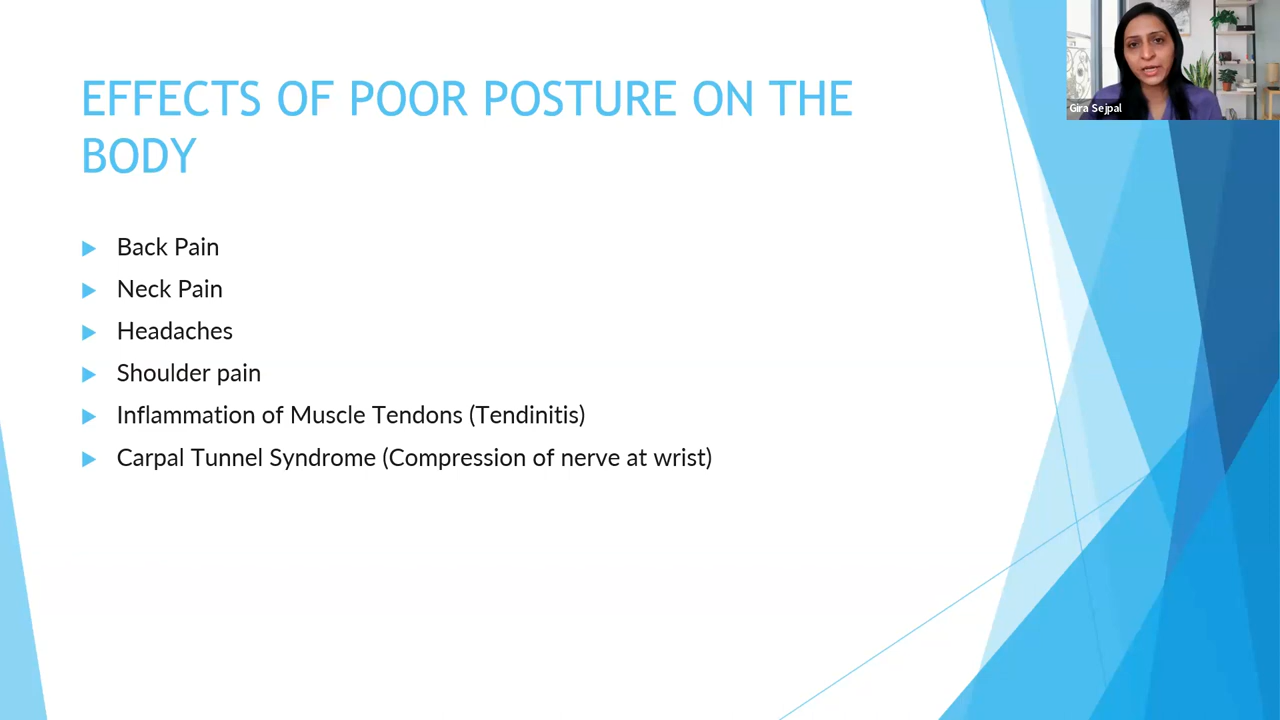 EFFECTS OF POOR POSTURE ON THE
BODY
Back Pain
Neck Pain
Headaches
Shoulder pain
Inflammation of Muscle Tendons (Tendinitis)
Carpal Tunnel Syndrome (Compression of nerve at wrist)
Gira Sejpal